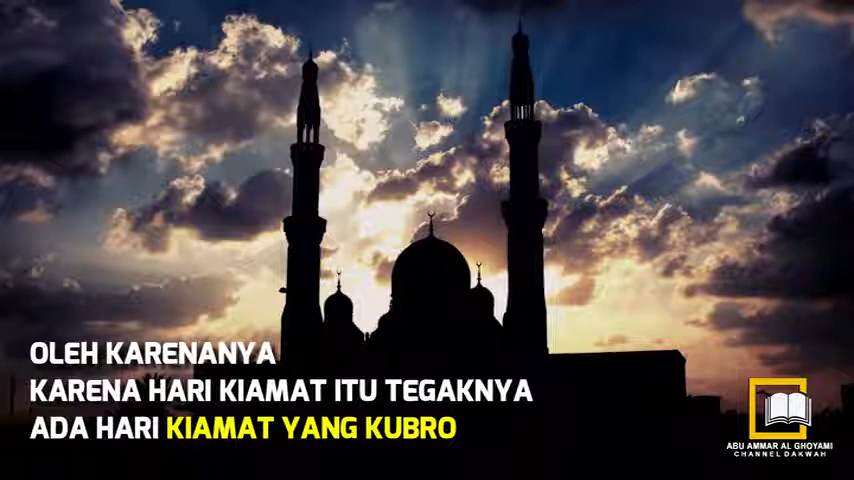 OLEH KARENANYA
KARENA HARI KIAMAT ITU TEGAKNYA
ADA HARI KIAMAT YANG KUBRO
ABU AMMAR AL GHOYAMI
CHANNEL DAKWAH